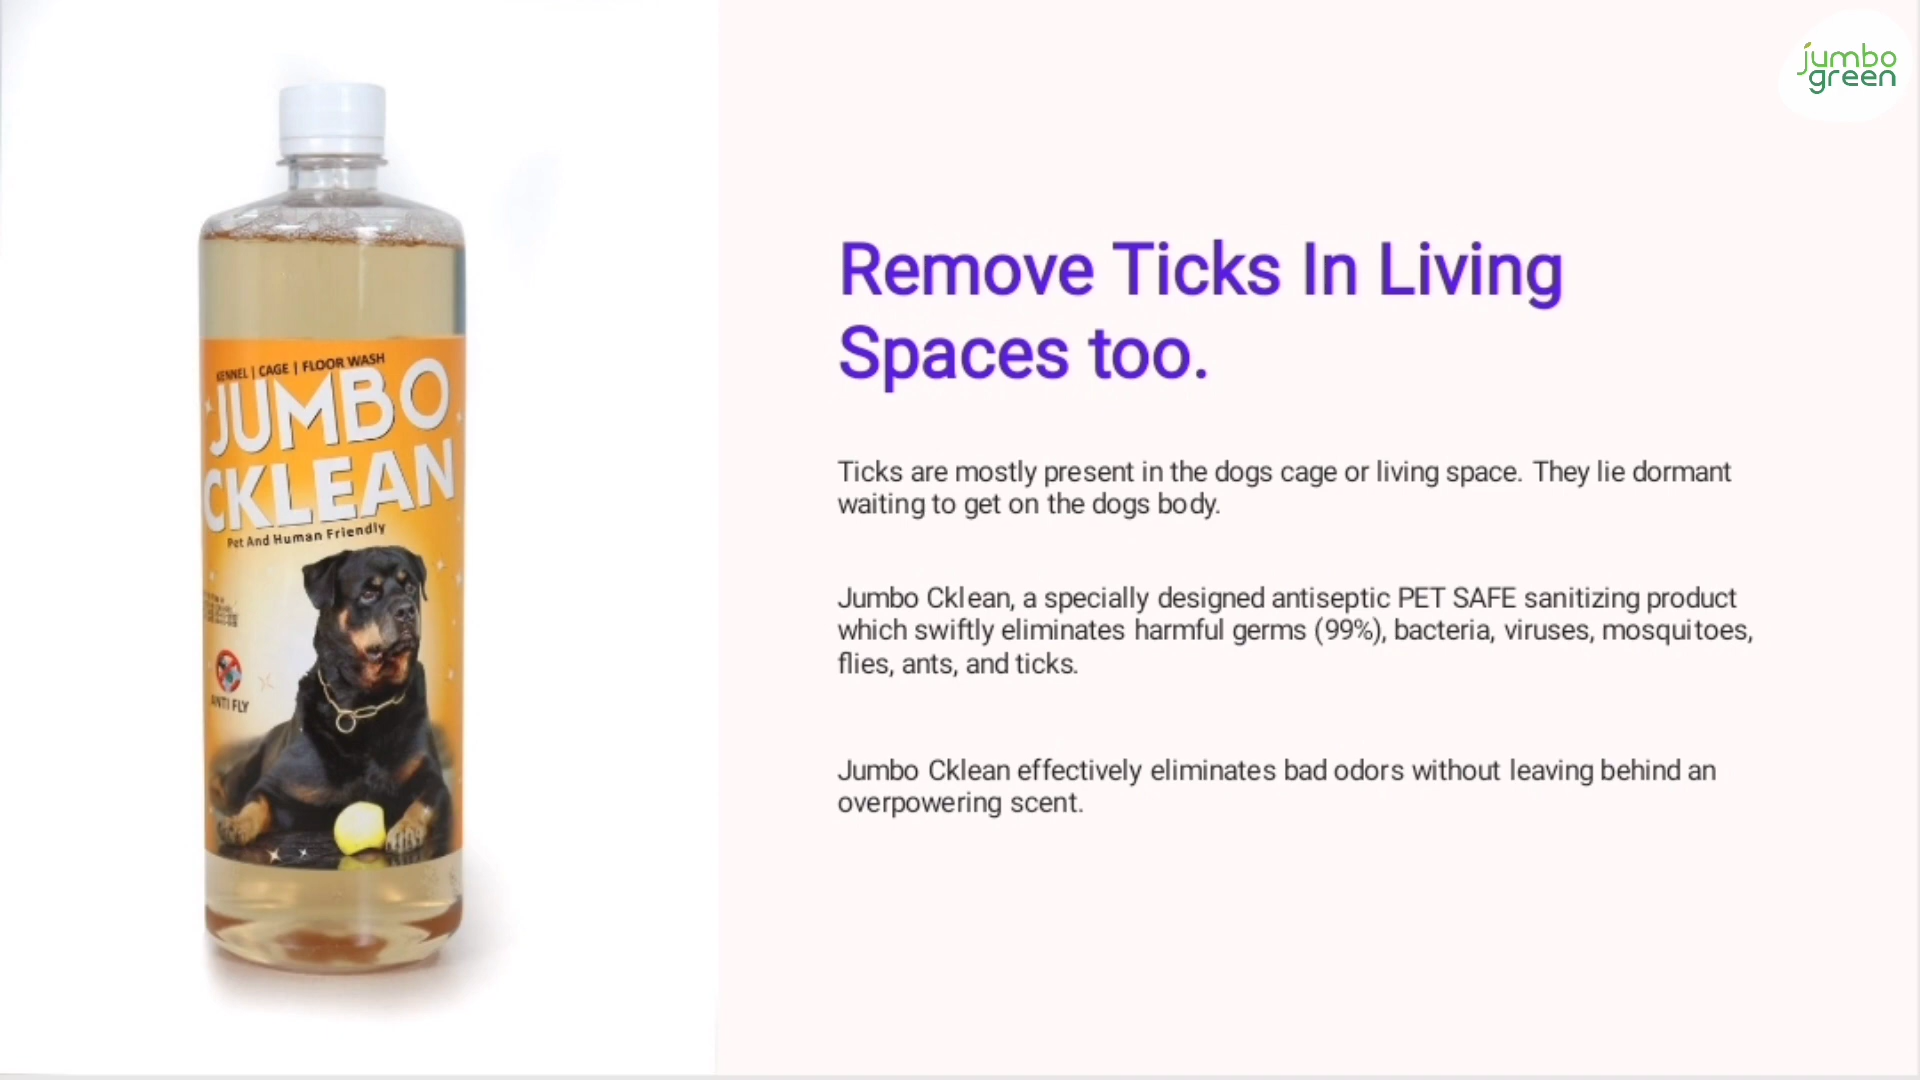 jumbo
green
KENNEL | CAGE | FLOOR WASH
JUMBO
CKLEAN
Pet And Human Friendly
ANTI FLY
Remove Ticks In Living
Spaces too.
Ticks are mostly present in the dogs cage or living space. They lie dormant
waiting to get on the dogs body.
Jumbo Cklean, a specially designed antiseptic PET SAFE sanitizing product
which swiftly eliminates harmful germs (99%), bacteria, viruses, mosquitoes,
flies, ants, and ticks.
Jumbo Cklean effectively eliminates bad odors without leaving behind an
overpowering scent.